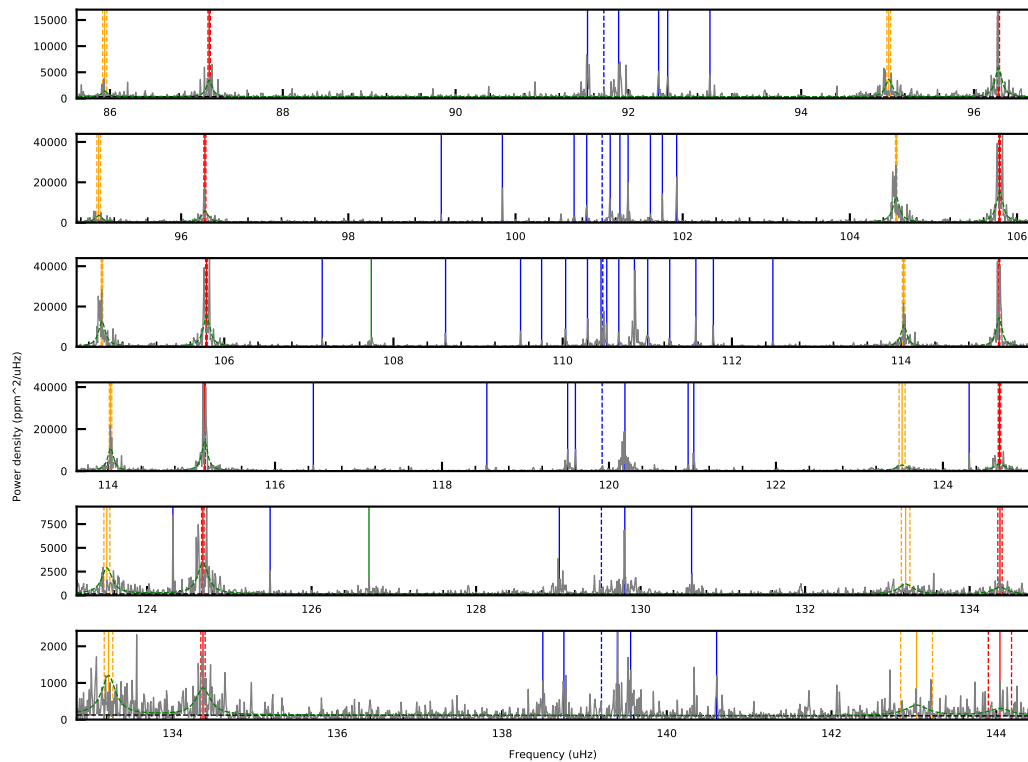 15000
10000
5000
0
86 88 90 92 94 96
40000
20000
0
96 98 100 102 104 106
40000
20000
0
106 108 110 112 114
40000
20000
0
114 116 118 120 122 124
7500
5000
2500
0
124 126 128 130 132 134
2000
1000
0
134 136 138 140 142 144
Power density (ppm^2/uHz)
Frequency (uHz)